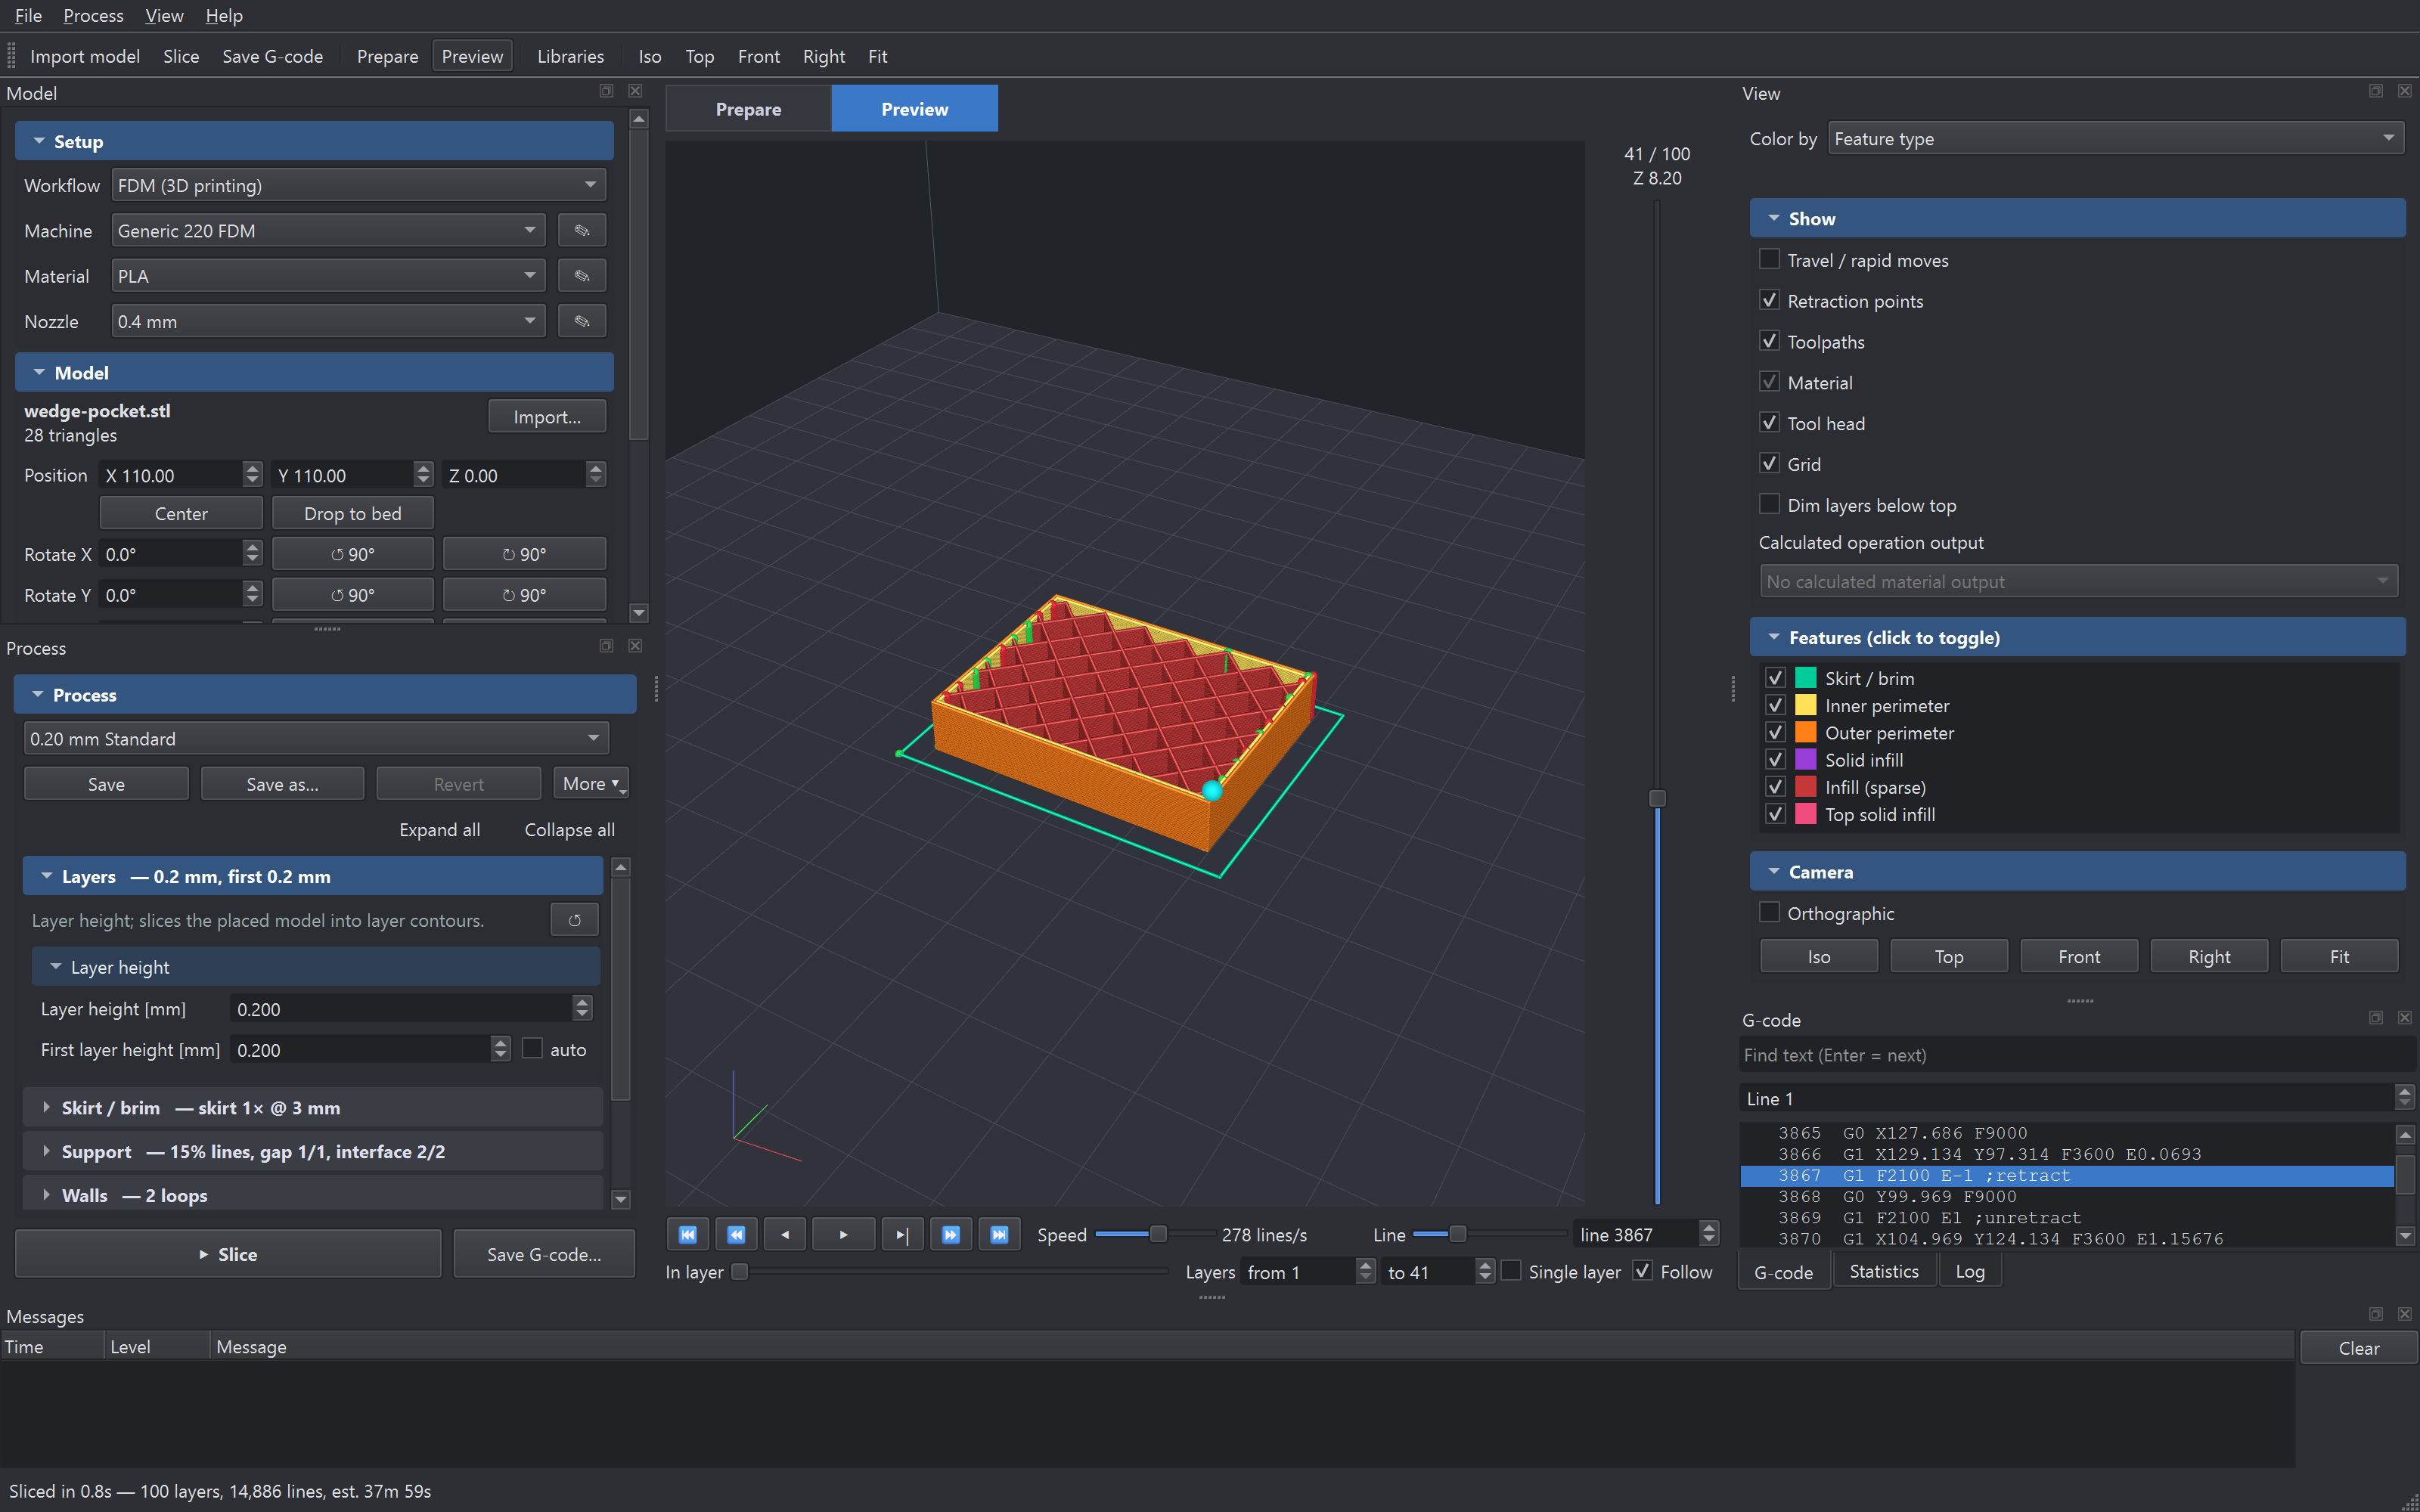 File Process View Help
Import model Slice Save G-code Prepare Preview Libraries Iso Top Front Right Fit
Model
Setup
Workflow FDM (3D printing)
Machine Generic 220 FDM
Material PLA
Nozzle 0.4 mm
Model
wedge-pocket.stl
28 triangles
Import...
Position X 110.00 Y 110.00 Z 0.00
Center Drop to bed
Rotate X 0.0° ↺ 90° ↻ 90°
Rotate Y 0.0° ↺ 90° ↻ 90°
Process
Process
0.20 mm Standard
Save Save as... Revert More
Expand all Collapse all
Layers — 0.2 mm, first 0.2 mm
Layer height; slices the placed model into layer contours.
Layer height
Layer height [mm] 0.200
First layer height [mm] 0.200 auto
Skirt / brim — skirt 1× @ 3 mm
Support — 15% lines, gap 1/1, interface 2/2
Walls — 2 loops
Slice Save G-code...
Prepare Preview
41 / 100
Z 8.20
Speed 278 lines/s Line line 3867
In layer Layers from 1 to 41 Single layer Follow
View
Color by Feature type
Show
Travel / rapid moves
Retraction points
Toolpaths
Material
Tool head
Grid
Dim layers below top
Calculated operation output
No calculated material output
Features (click to toggle)
Skirt / brim
Inner perimeter
Outer perimeter
Solid infill
Infill (sparse)
Top solid infill
Camera
Orthographic
Iso Top Front Right Fit
G-code
Find text (Enter = next)
Line 1
3865 G0 X127.686 F9000
3866 G1 X129.134 Y97.314 F3600 E0.0693
3867 G1 F2100 E-1 ;retract
3868 G0 Y99.969 F9000
3869 G1 F2100 E1 ;unretract
3870 G1 X104.969 Y124.134 F3600 E1.15676
G-code Statistics Log
Messages
Time Level Message
Clear
Sliced in 0.8s — 100 layers, 14,886 lines, est. 37m 59s